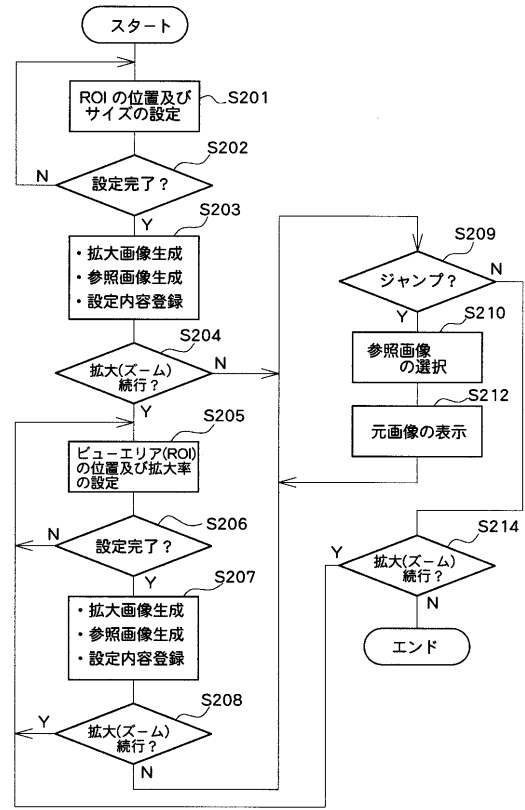 スタート
ROI の位置及び
サイズの設定
S201
設定完了?
S202
N
Y
S203
・拡大画像生成
・参照画像生成
・設定内容登録
S204
拡大(ズーム)
続行?
N
Y
S205
ビューエリア(ROI)
の位置及び拡大率
の設定
S206
N
設定完了?
Y
S207
・拡大画像生成
・参照画像生成
・設定内容登録
S208
Y
拡大(ズーム)
続行?
N
S209
ジャンプ?
N
Y
S210
参照画像
の選択
S212
元画像の表示
S214
Y
拡大(ズーム)
続行?
N
エンド